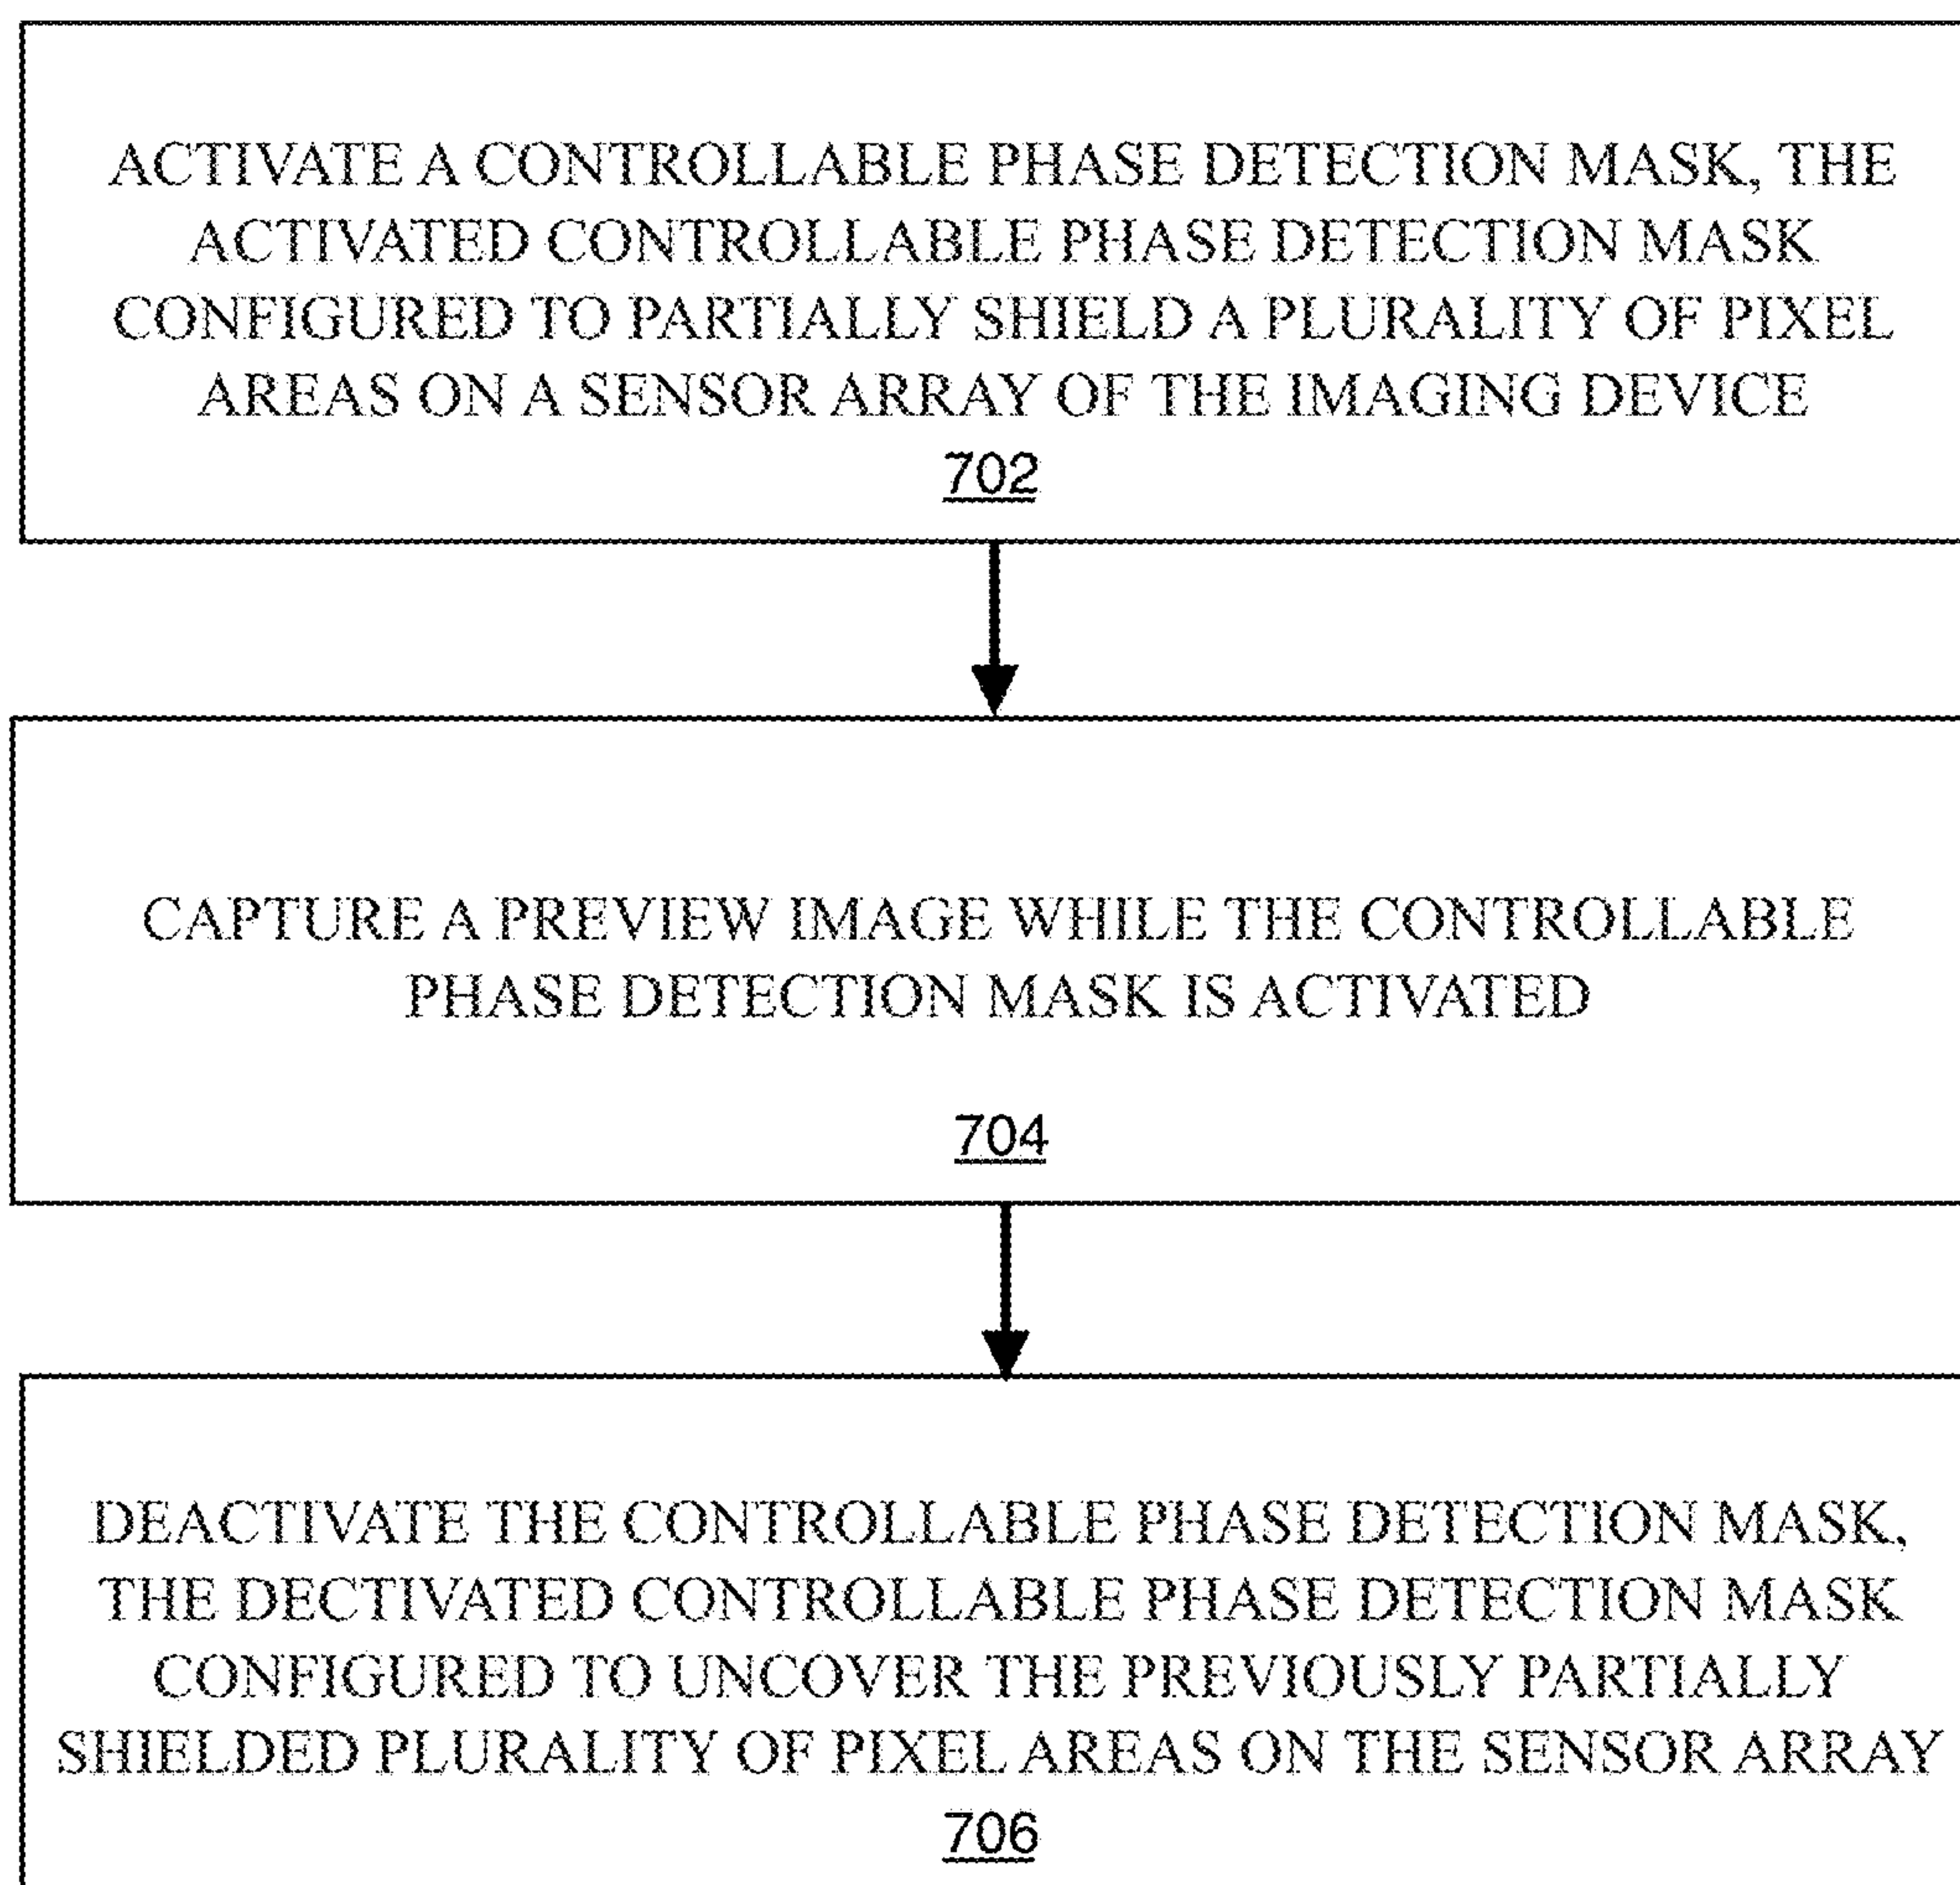 ACTIVATE A CONTROLLABLE PHASE DETECTION MASK, THE
ACTIVATED CONTROLLABLE PHASE DETECTION MASK
CONFIGURED TO PARTIALLY SHIELD A PLURALITY OF PIXEL
AREAS ON A SENSOR ARRAY OF THE IMAGING DEVICE
702
CAPTURE A PREVIEW IMAGE WHILE THE CONTROLLABLE
PHASE DETECTION MASK IS ACTIVATED
704
DEACTIVATE THE CONTROLLABLE PHASE DETECTION MASK,
THE DECTIVATED CONTROLLABLE PHASE DETECTION MASK
CONFIGURED TO UNCOVER THE PREVIOUSLY PARTIALLY
SHIELDED PLURALITY OF PIXEL AREAS ON THE SENSOR ARRAY
706